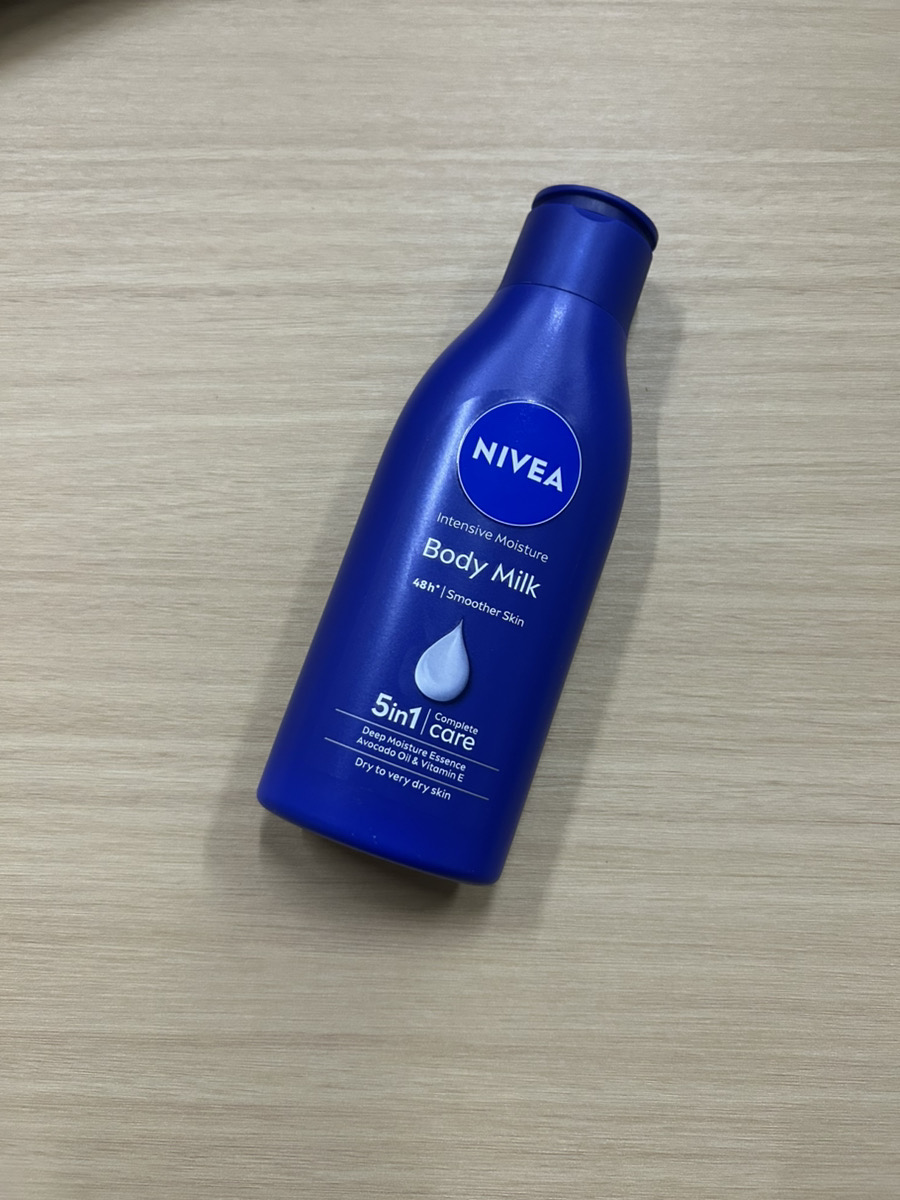 NIVEA
Intensive Moisture
Body Milk
48h* | Smoother Skin
5in1 | Complete care
Deep Moisture Essence
Avocado Oil & Vitamin E
Dry to very dry skin